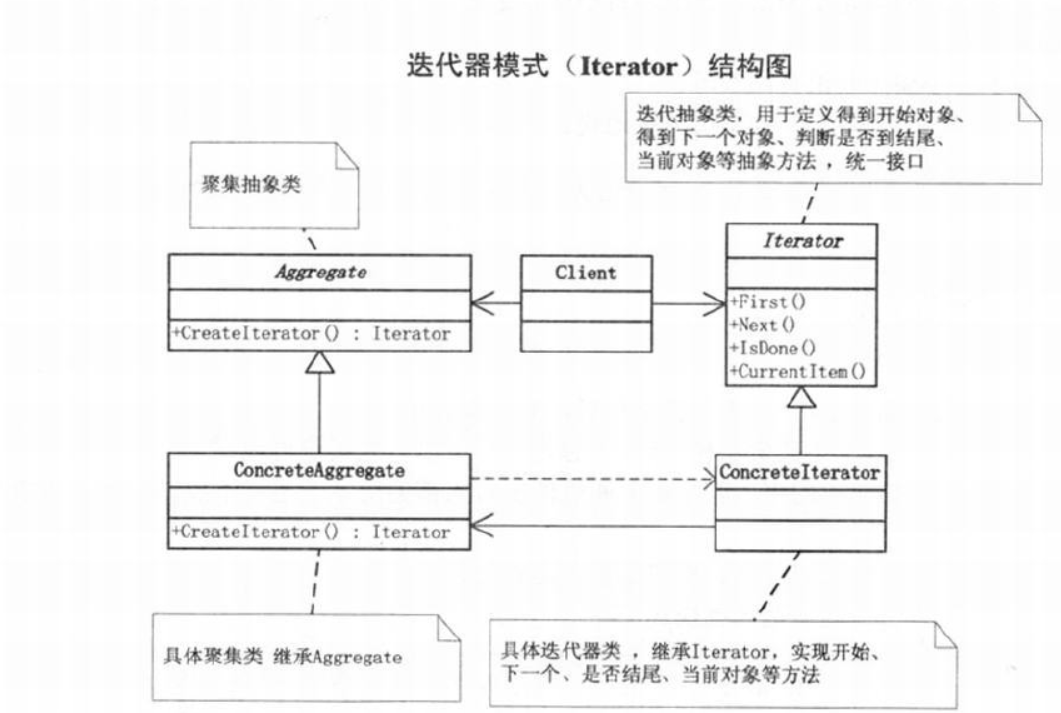 迭代器模式（Iterator）结构图
迭代抽象类，用于定义得到开始对象、
得到下一个对象、判断是否到结尾、
当前对象等抽象方法，统一接口
聚集抽象类
Iterator
Aggregate
Client
+First()
+Next()
+IsDone()
+CurrentItem()
+CreateIterator() : Iterator
ConcreteAggregate
ConcreteIterator
+CreateIterator() : Iterator
具体聚集类 继承Aggregate
具体迭代器类 ，继承Iterator，实现开始、
下一个、是否结尾、当前对象等方法